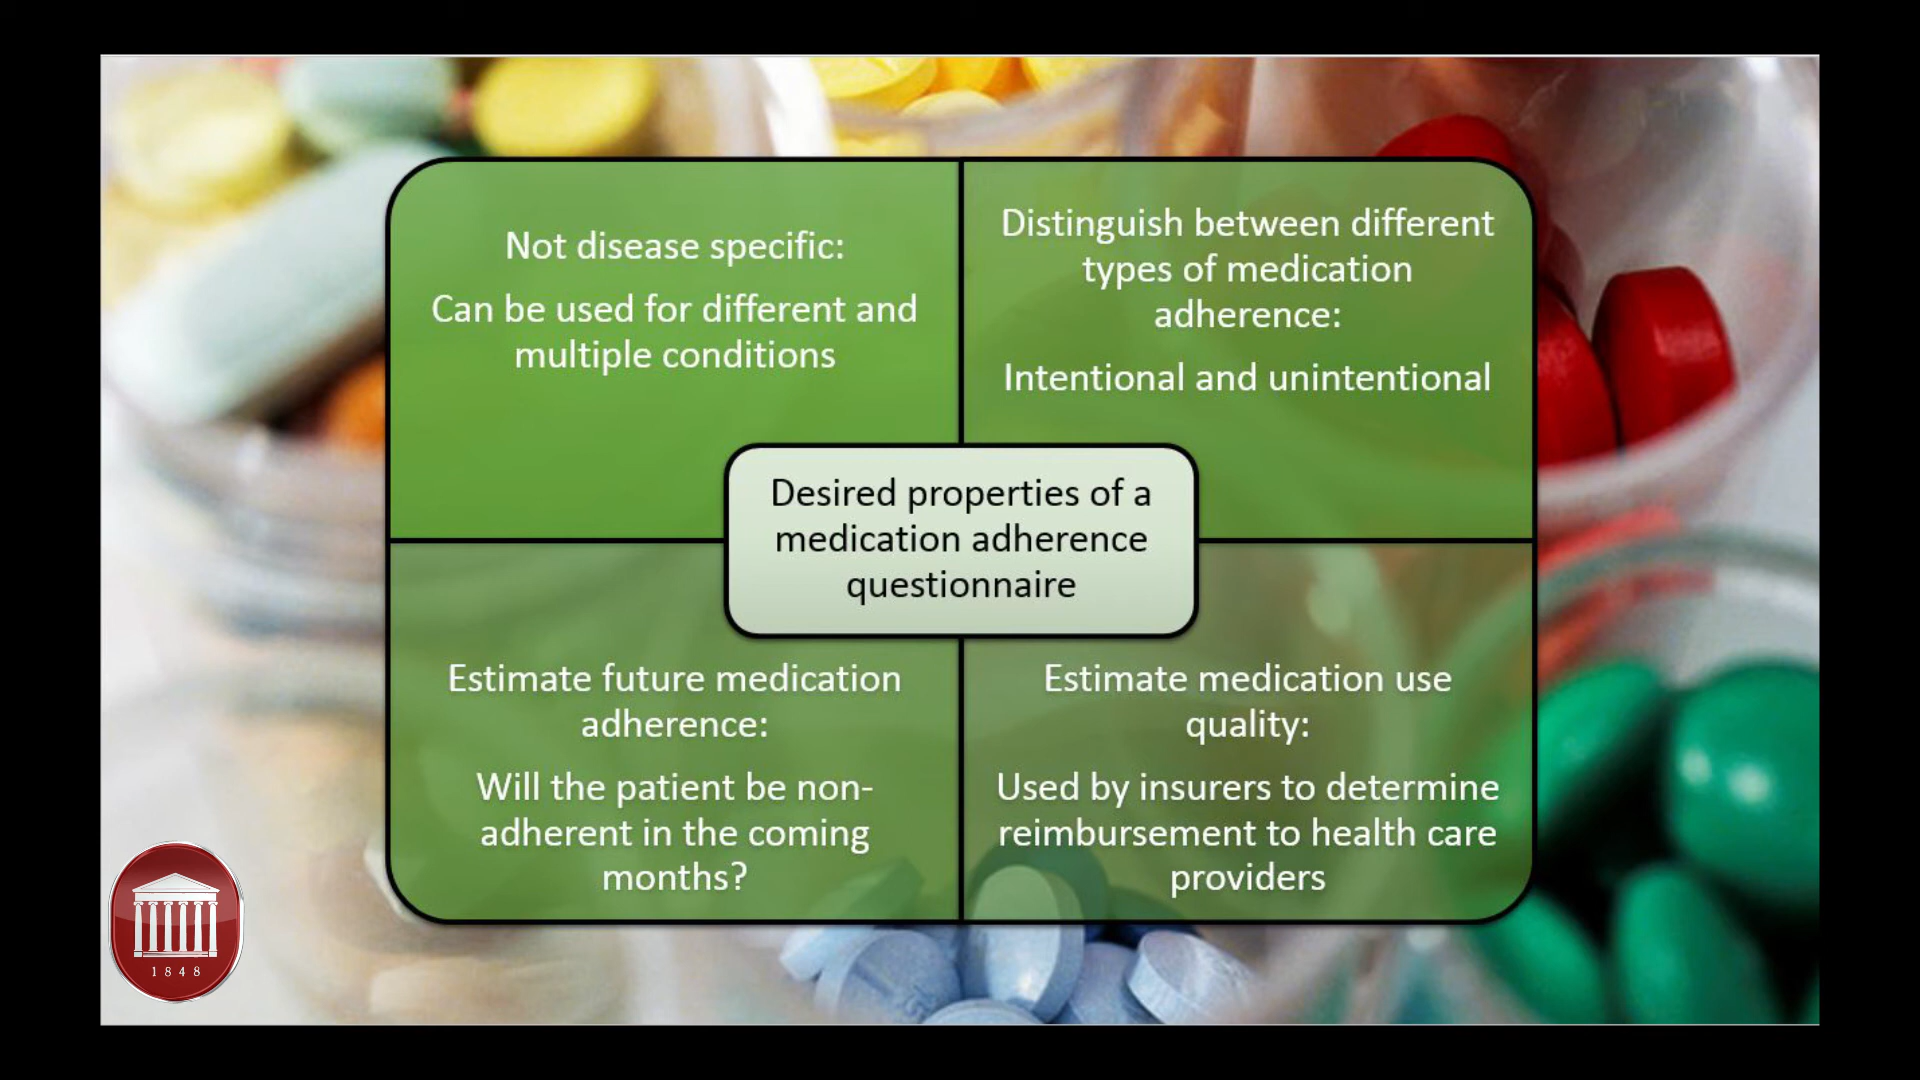 Not disease specific:
Can be used for different and
multiple conditions
Distinguish between different
types of medication
adherence:
Intentional and unintentional
Desired properties of a
medication adherence
questionnaire
Estimate future medication
adherence:
Will the patient be non-
adherent in the coming
months?
Estimate medication use
quality:
Used by insurers to determine
reimbursement to health care
providers
1848